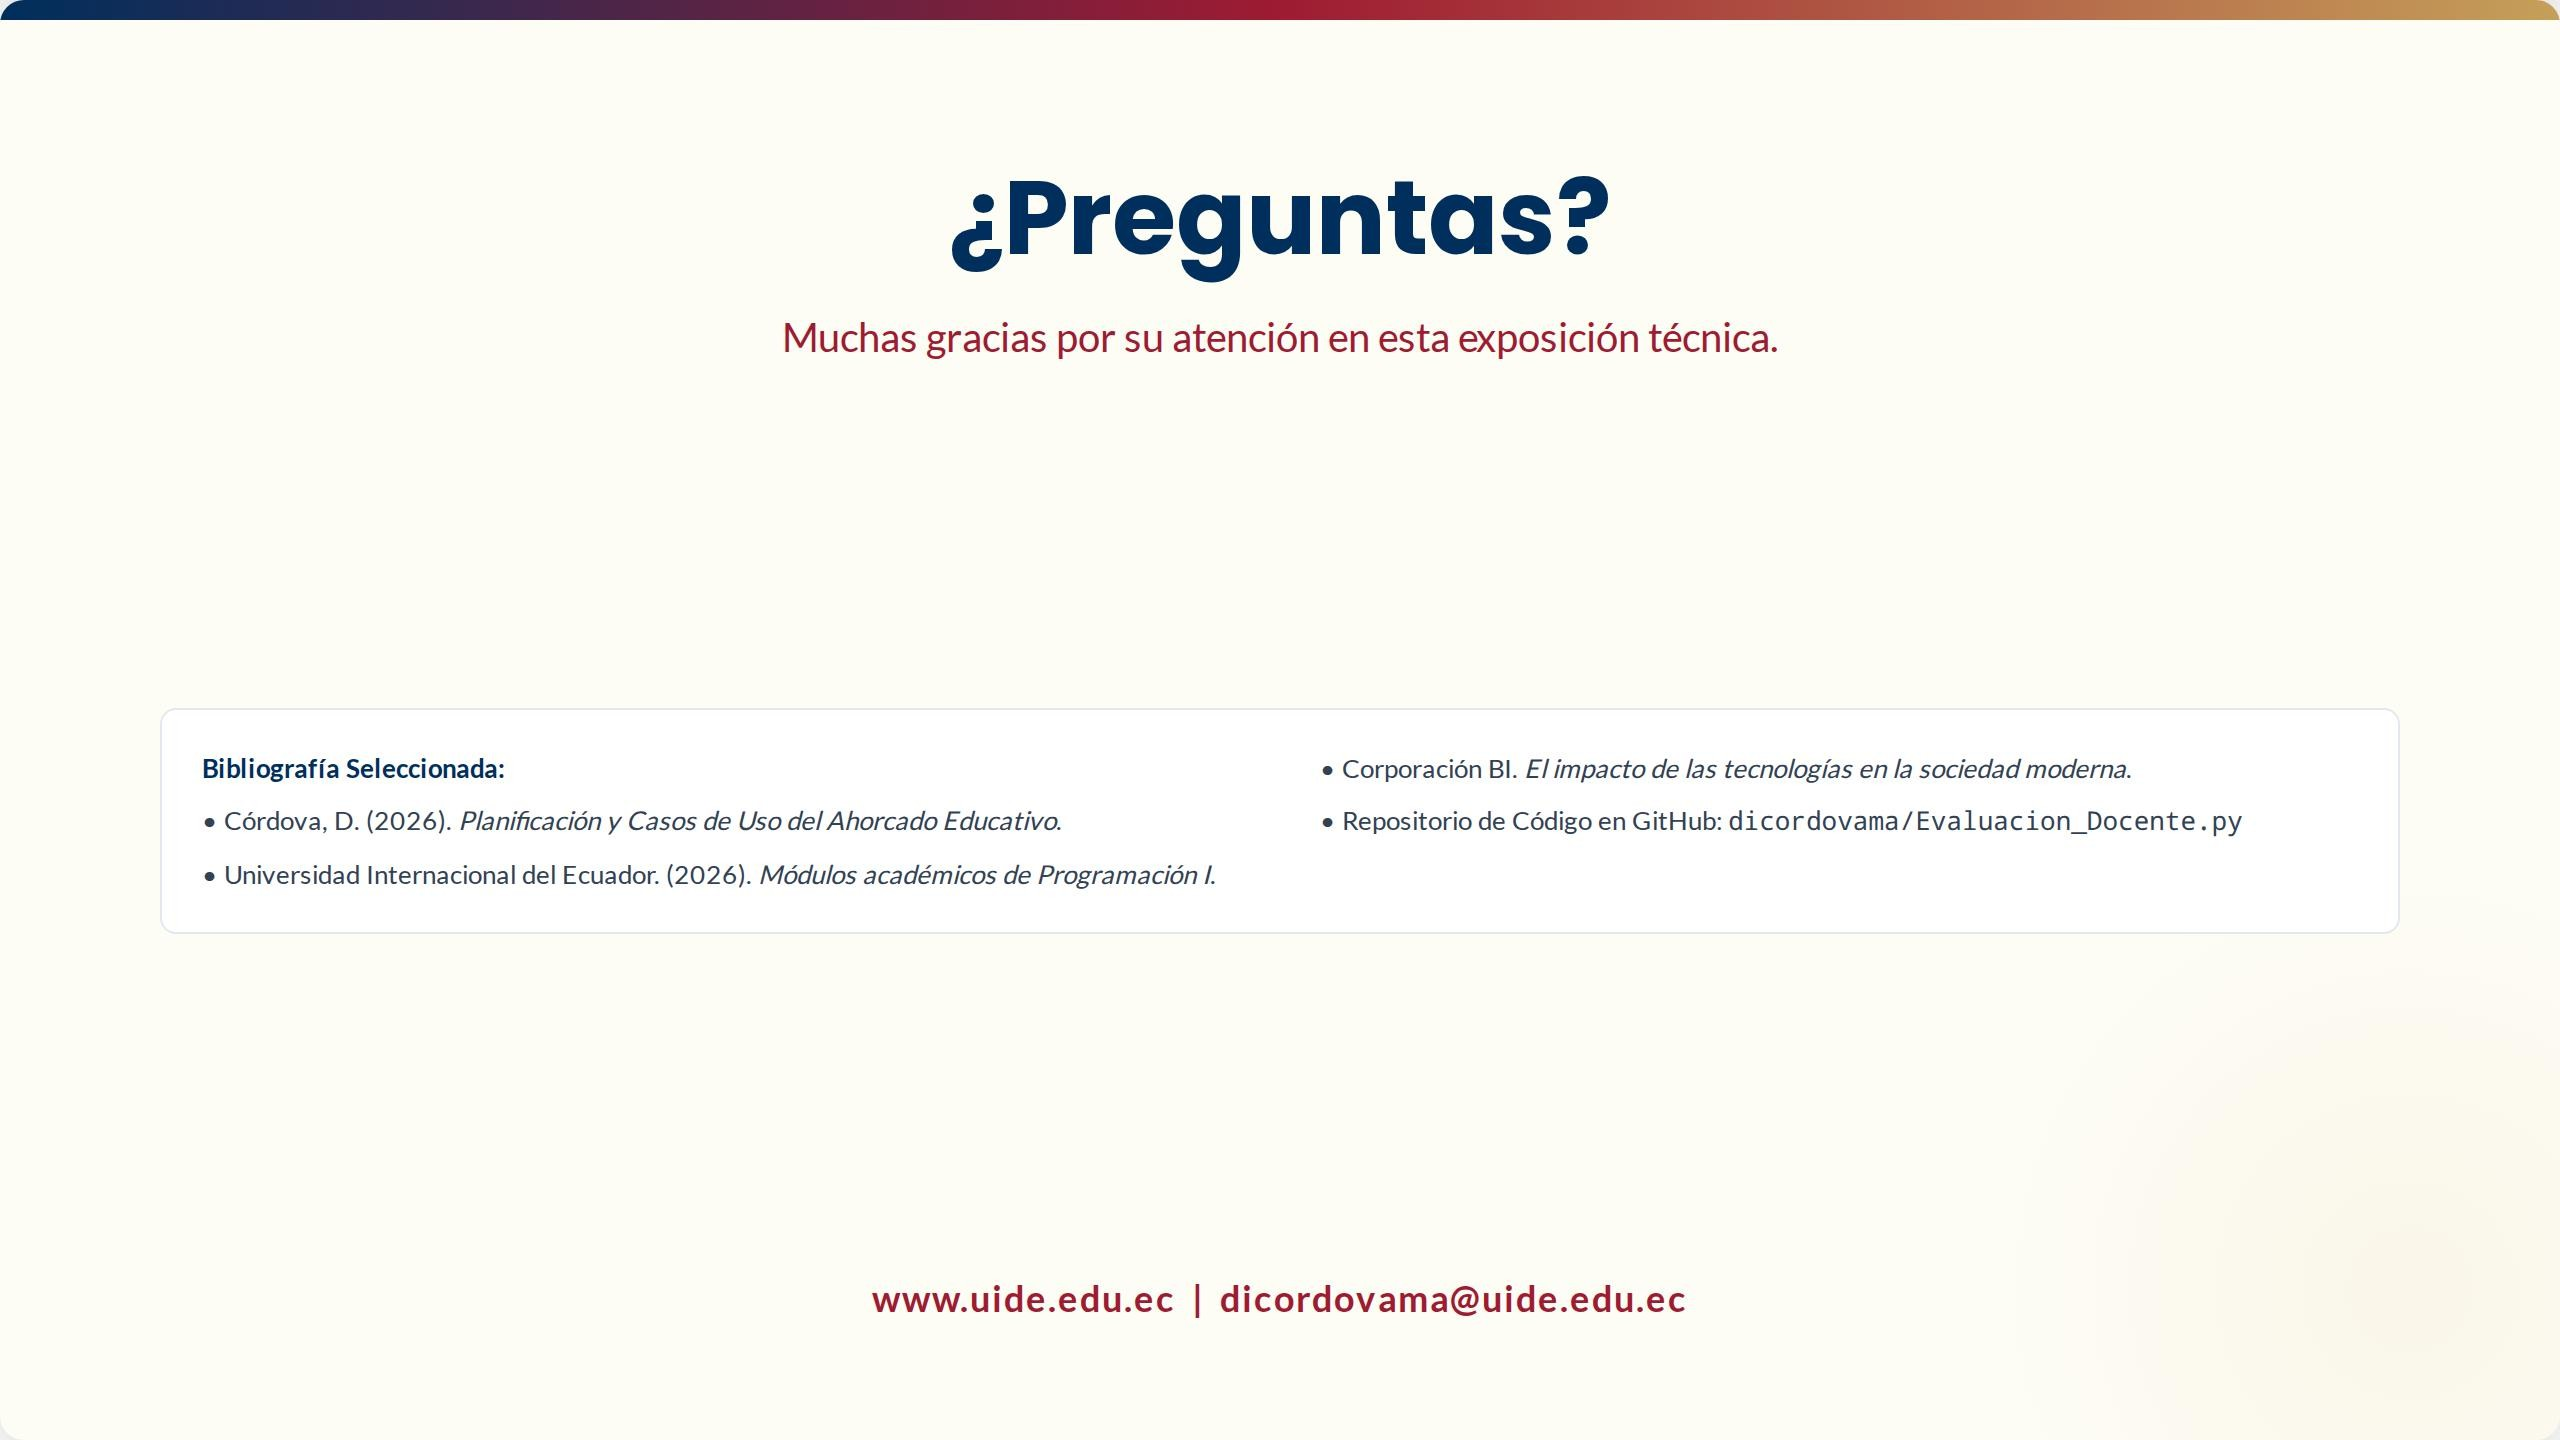 ¿Preguntas?
Muchas gracias por su atención en esta exposición técnica.
Bibliografía Seleccionada:
• Córdova, D. (2026). Planificación y Casos de Uso del Ahorcado Educativo.
• Universidad Internacional del Ecuador. (2026). Módulos académicos de Programación I.
• Corporación BI. El impacto de las tecnologías en la sociedad moderna.
• Repositorio de Código en GitHub: dicordovama/Evaluacion_Docente.py
www.uide.edu.ec | dicordovama@uide.edu.ec